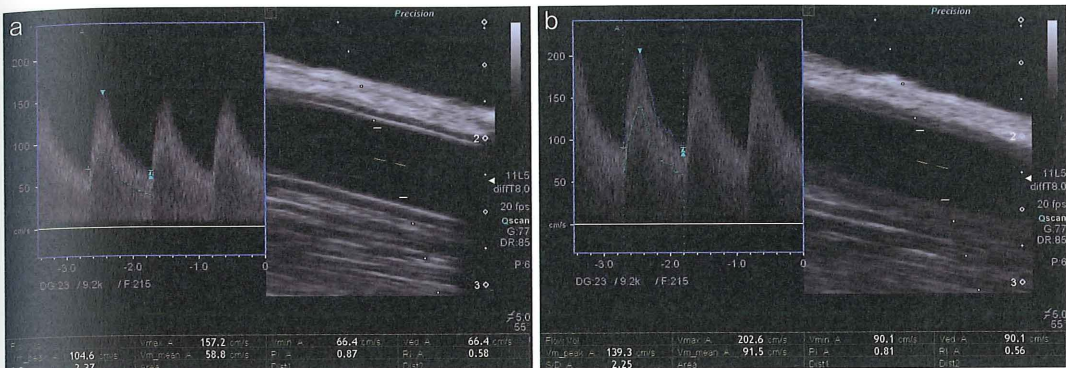 a
Precision
A
200
150
100
50
cm/s
-3.0 -2.0 -1.0 0
DG:23 / 9.2k / F:215
2
3
11L5
diffT8.0
20 fps
Qscan
G:77
DR:85
P:6
5.0
55
Vmax A 157.2 cm/s Vmin A 66.4 cm/s Ved A 66.4 cm/s
Vm_peak A 104.6 cm/s Vm_mean A 58.8 cm/s PI A 0.87 RI A 0.58
2.37 Area Dist1 Dist2
b
Precision
A
200
150
100
50
cm/s
-3.0 -2.0 -1.0 0
DG:23 / 9.2k / F:215
2
3
11L5
diffT8.0
20 fps
Qscan
G:77
DR:85
P:6
5.0
55
Flow Vol Vmax A 202.6 cm/s Vmin A 90.1 cm/s Ved A 90.1 cm/s
Vm_peak A 139.3 cm/s Vm_mean A 91.5 cm/s PI A 0.81 RI A 0.56
S/D A 2.25 Area Dist1 Dist2